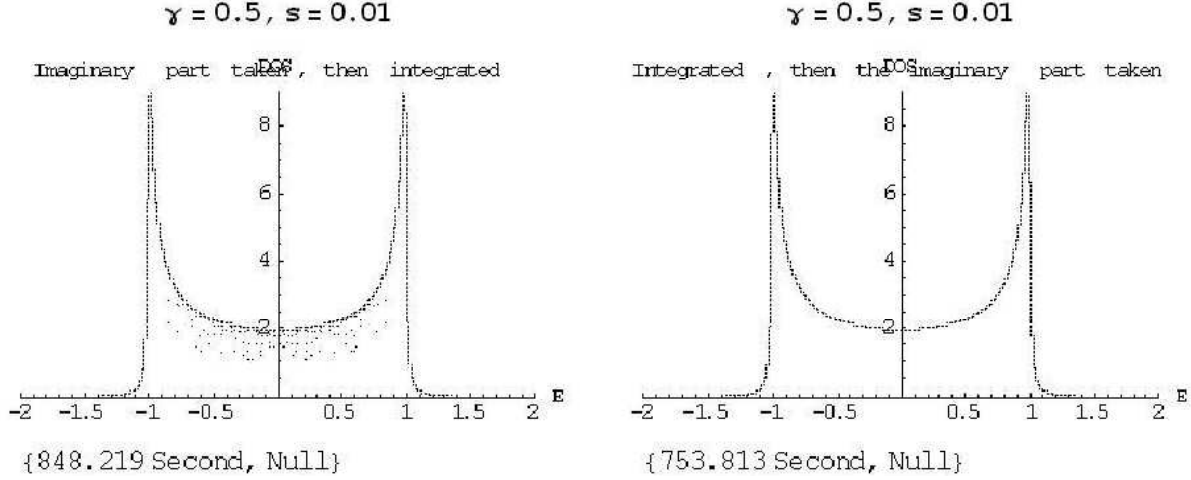 γ = 0.5, s = 0.01
Imaginary part taken, then integrated
DOS
8
6
4
2
-2 -1.5 -1 -0.5 0.5 1 1.5 2 E
{848.219 Second, Null}
γ = 0.5, s = 0.01
Integrated , then the imaginary part taken
DOS
8
6
4
2
-2 -1.5 -1 -0.5 0.5 1 1.5 2 E
{753.813 Second, Null}